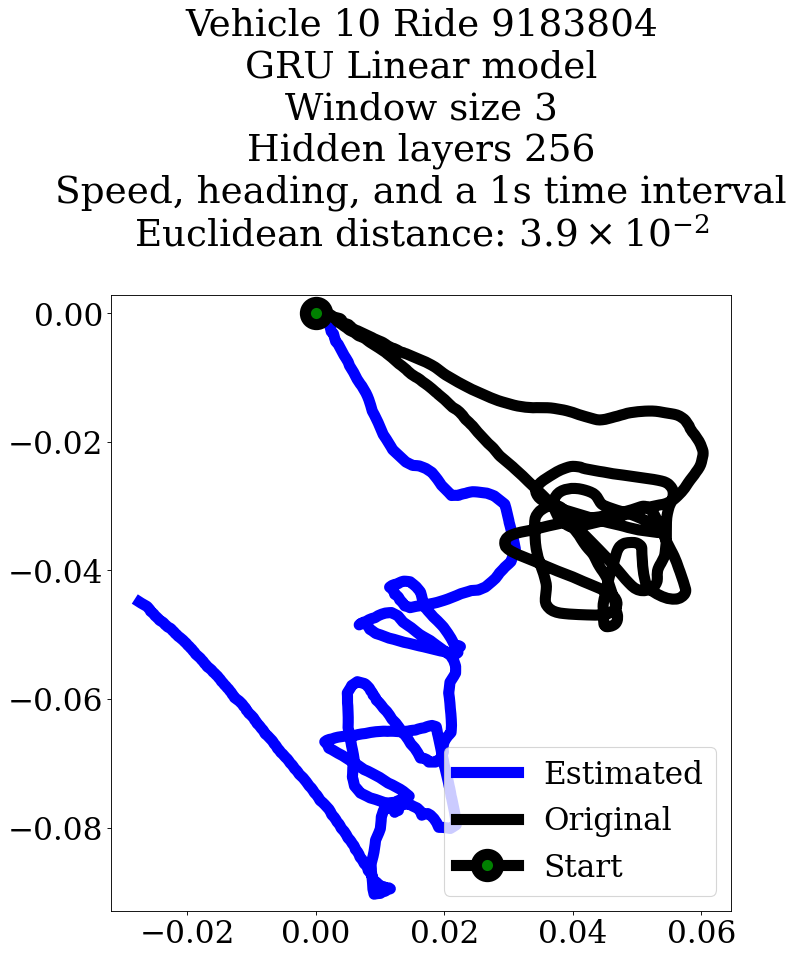 Vehicle 10 Ride 9183804
GRU Linear model
Window size 3
Hidden layers 256
Speed, heading, and a 1s time interval
Euclidean distance: 3.9 × 10⁻²
0.00
−0.02
−0.04
−0.06
−0.08
Estimated
Original
Start
−0.02 0.00 0.02 0.04 0.06